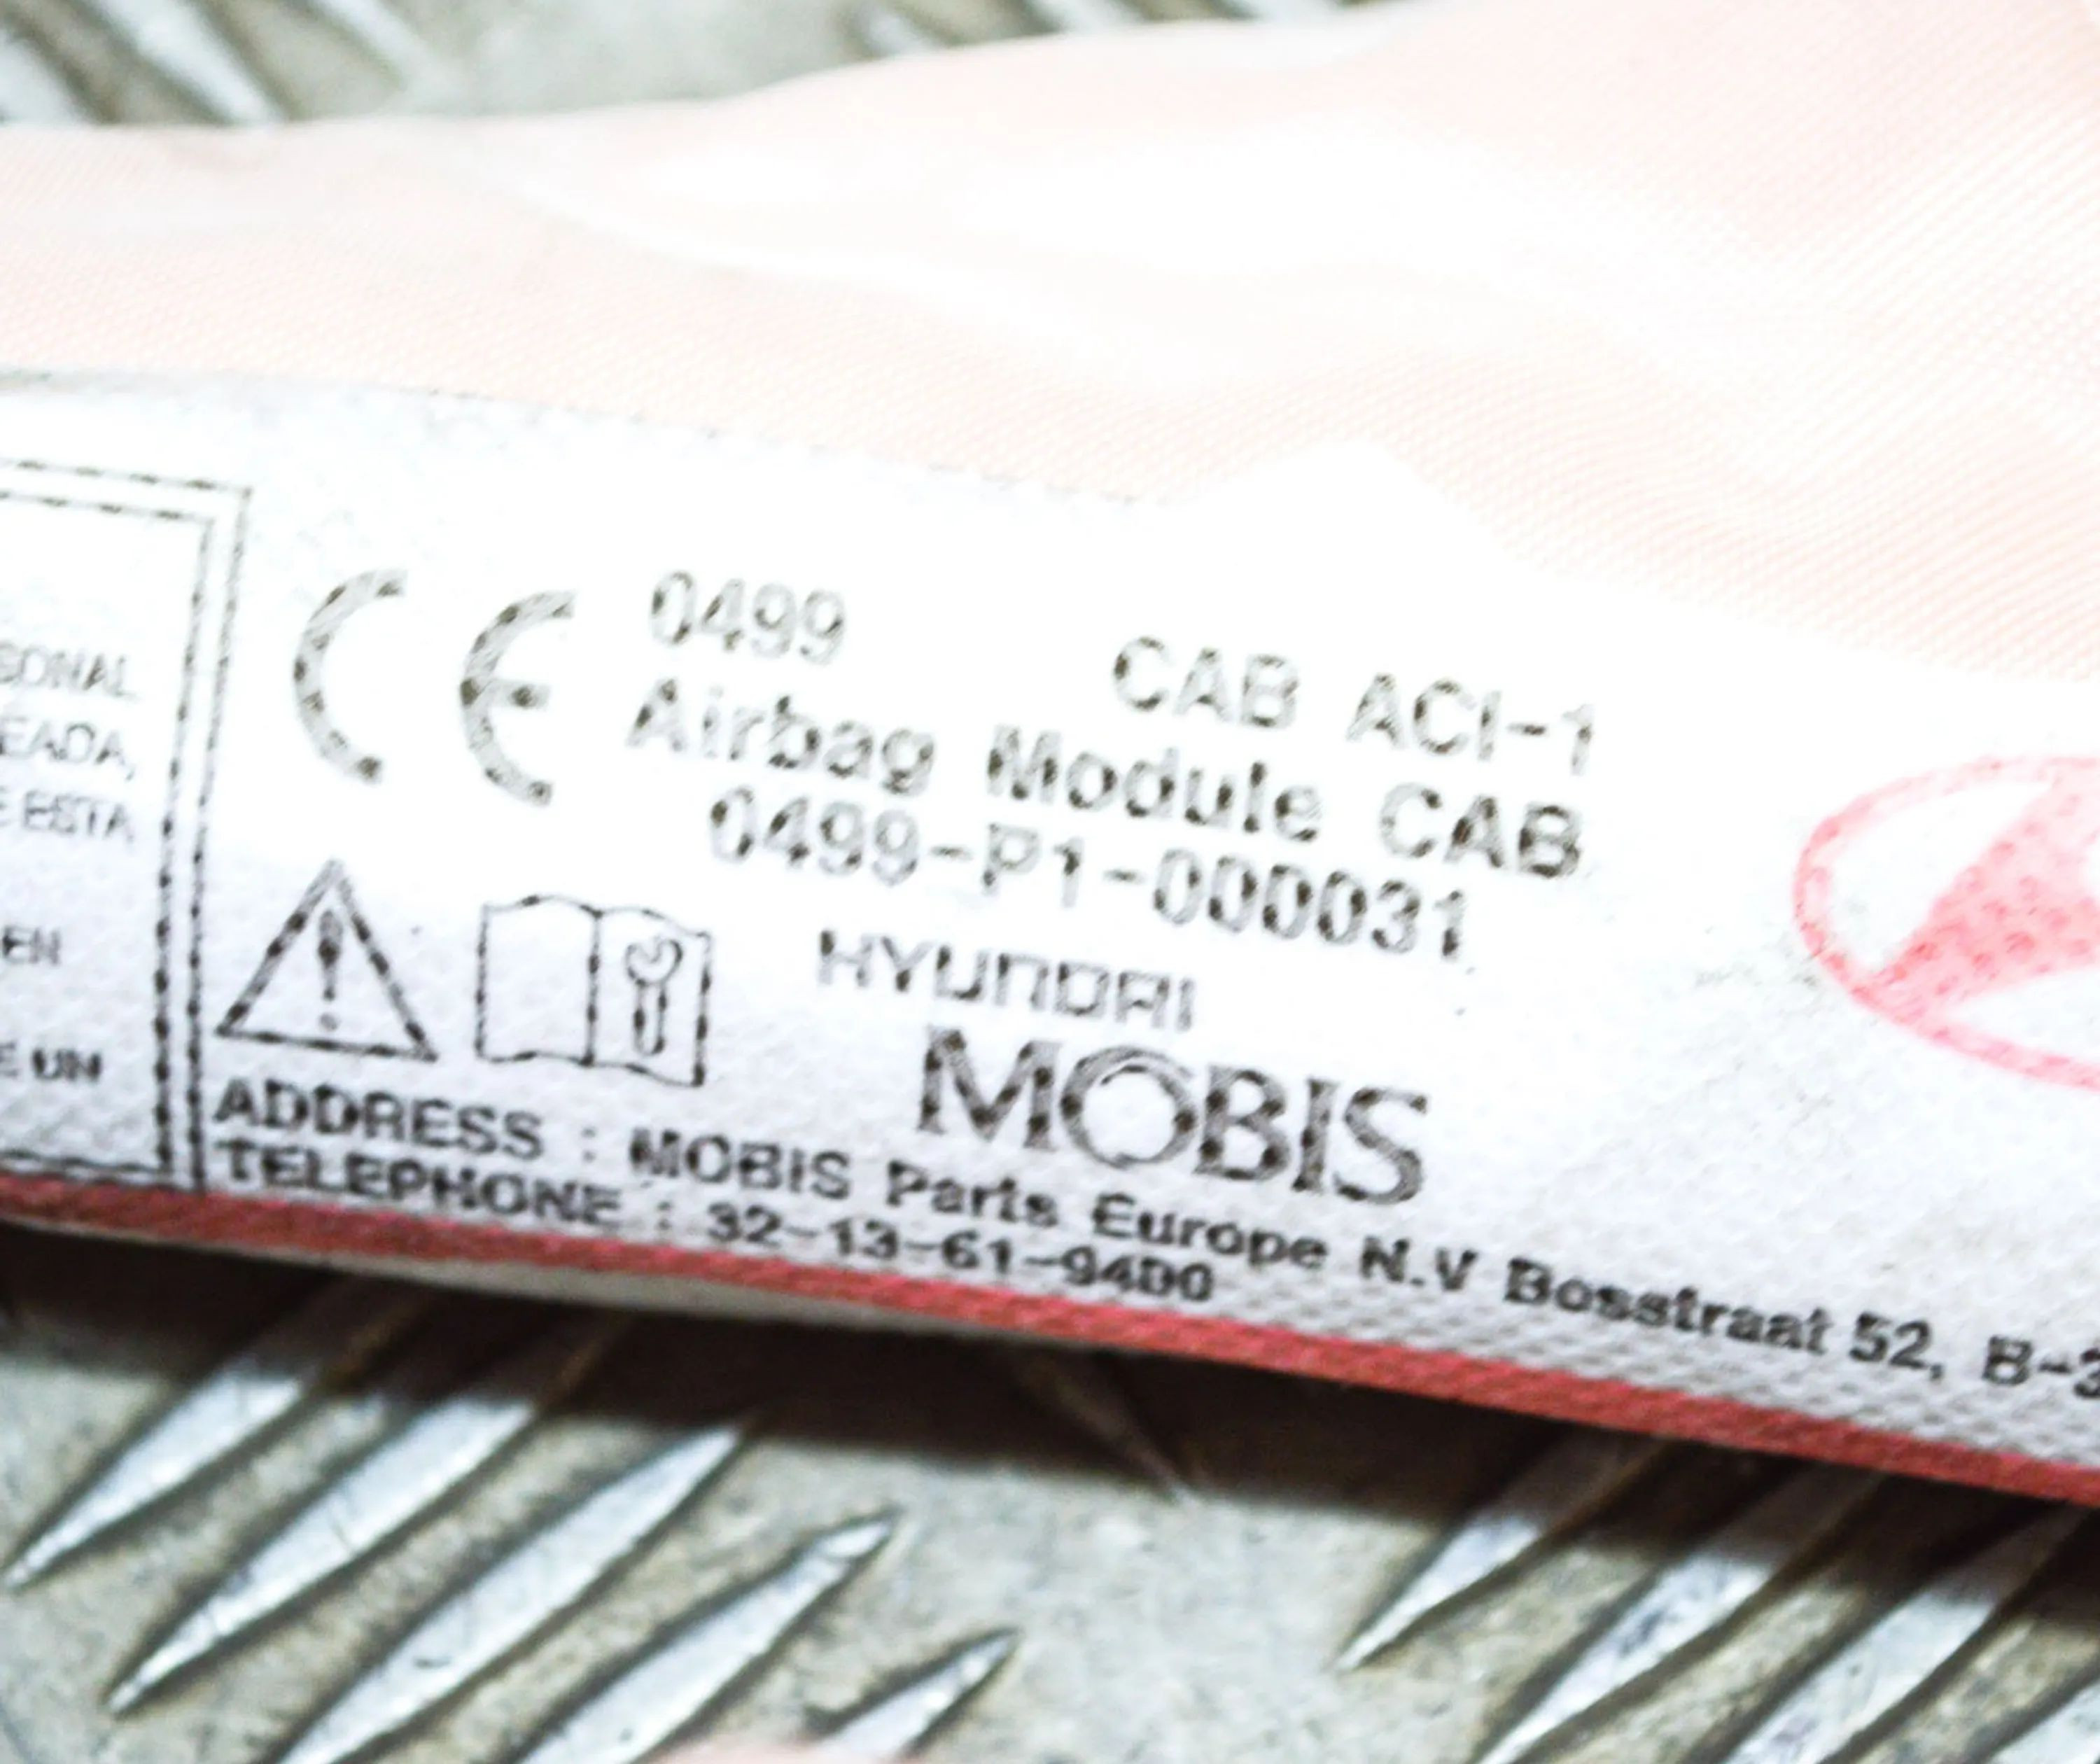 SONAL
EADA,
E ESTA
EN
E UN
CE 0499 CAB ACI-1
Airbag Module CAB
0499-P1-000031
HYUNDAI
MOBIS
ADDRESS : MOBIS Parts Europe N.V Bosstraat 52, B-3
TELEPHONE : 32-13-61-9400